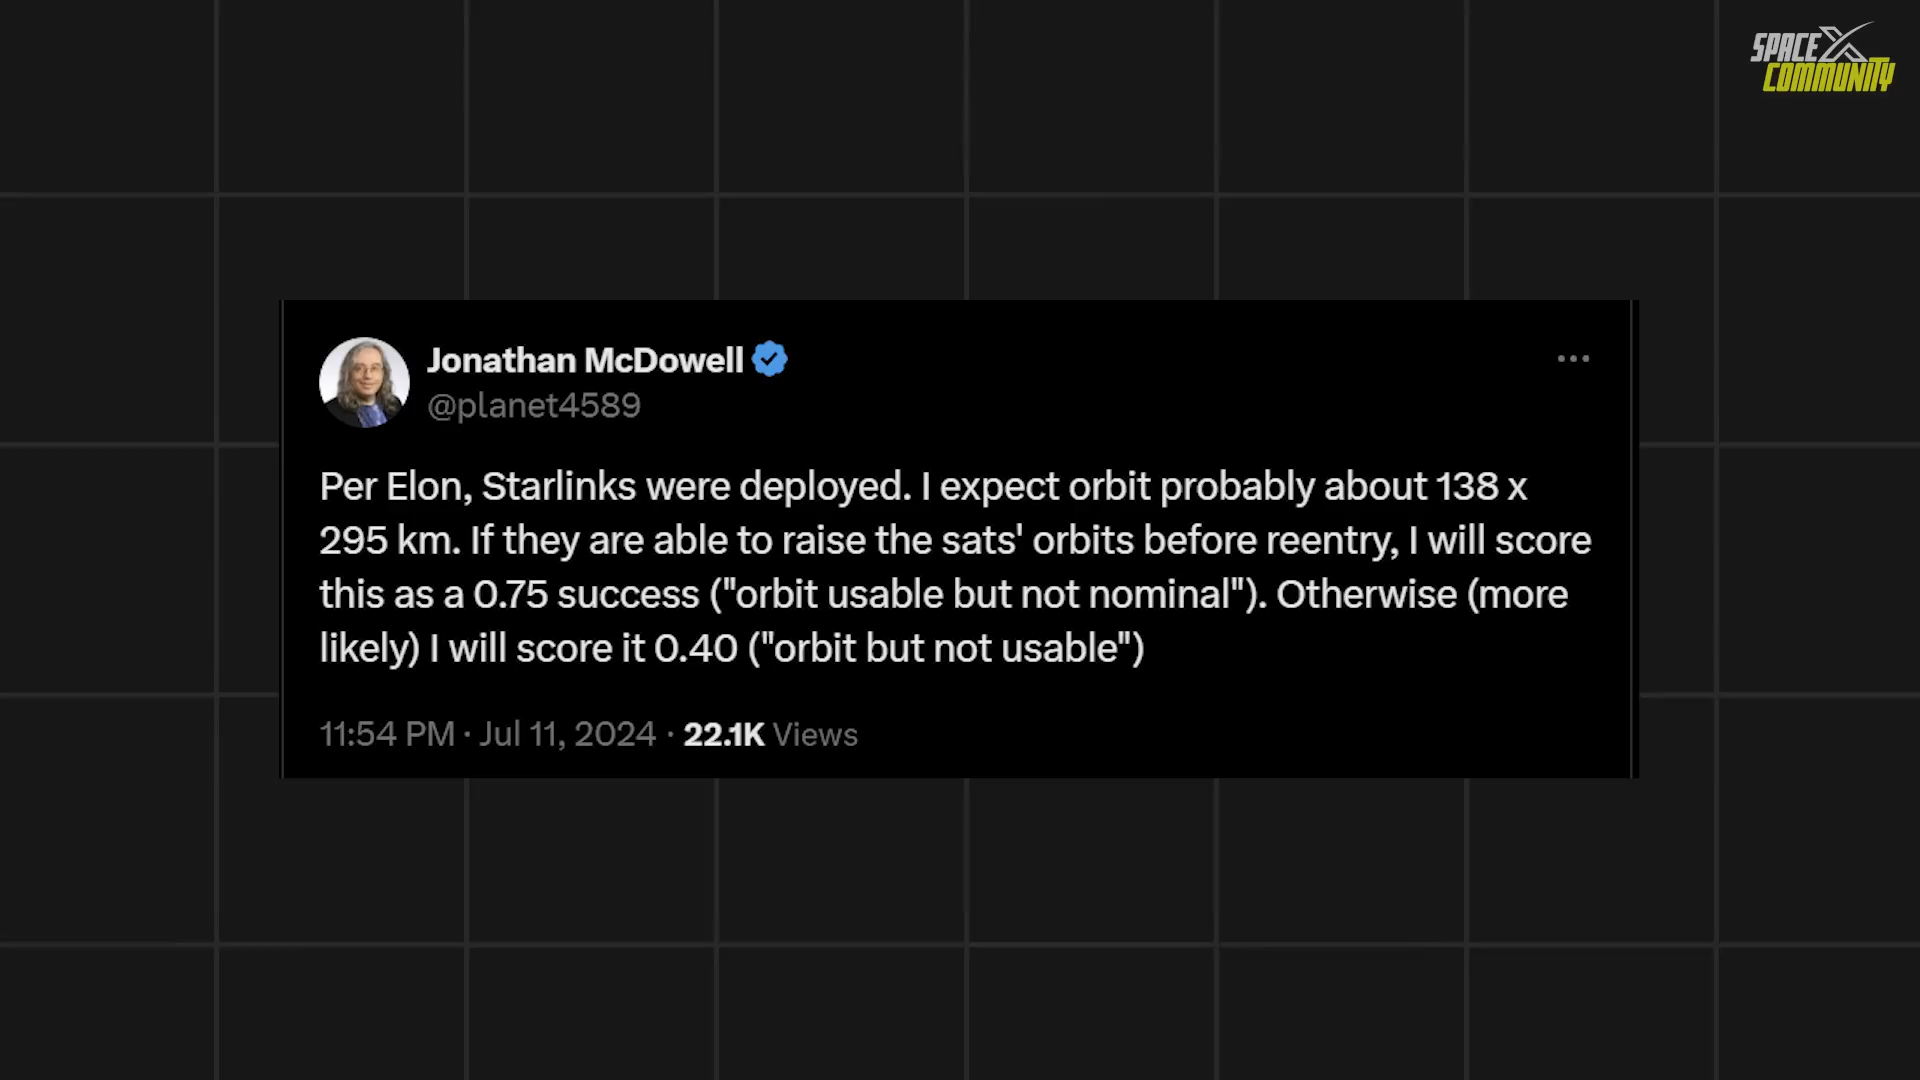 SPACEX
COMMUNITY
Jonathan McDowell
@planet4589
Per Elon, Starlinks were deployed. I expect orbit probably about 138 x
295 km. If they are able to raise the sats' orbits before reentry, I will score
this as a 0.75 success ("orbit usable but not nominal"). Otherwise (more
likely) I will score it 0.40 ("orbit but not usable")
11:54 PM · Jul 11, 2024 · 22.1K Views